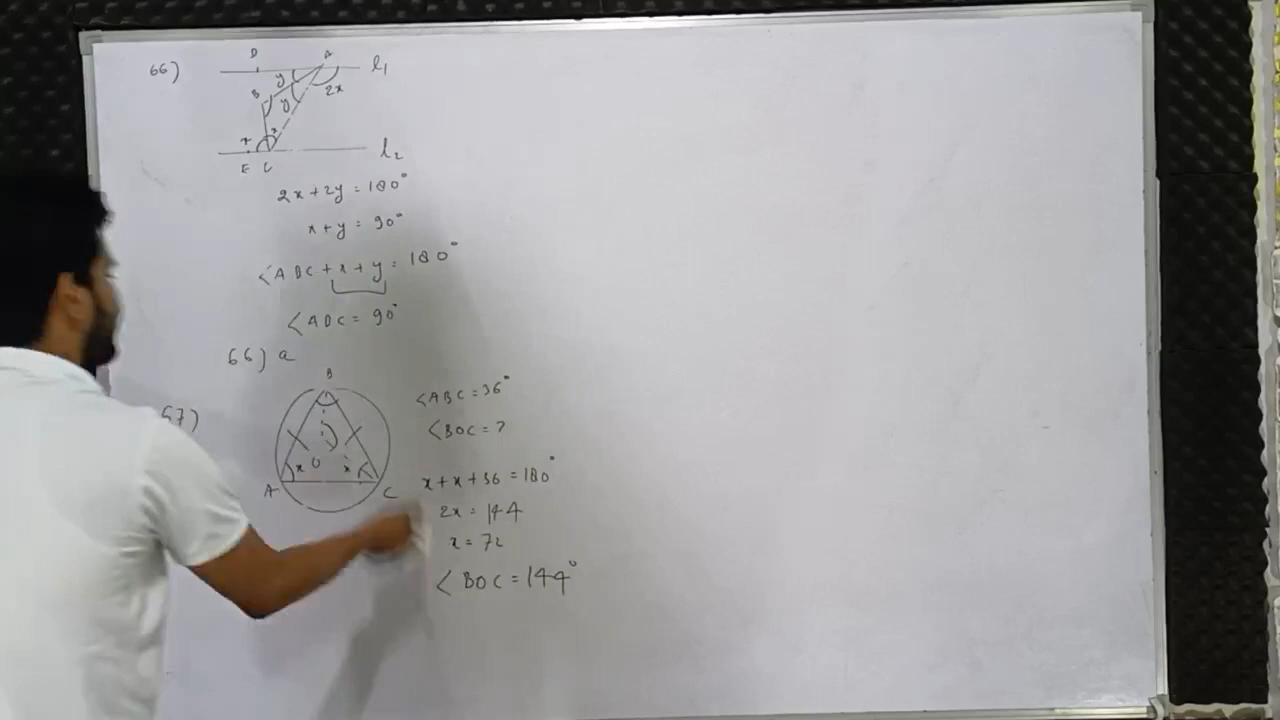 66)
D A l₁
y 2x
B y
x x
E C l₂
2x + 2y = 180°
x + y = 90°
<ABC + x + y = 180°
<ABC = 90°
66) a
67)
B
<ABC = 36°
<BOC = ?
x O x
A C
x + x + 36 = 180°
2x = 144
x = 72
<BOC = 144°